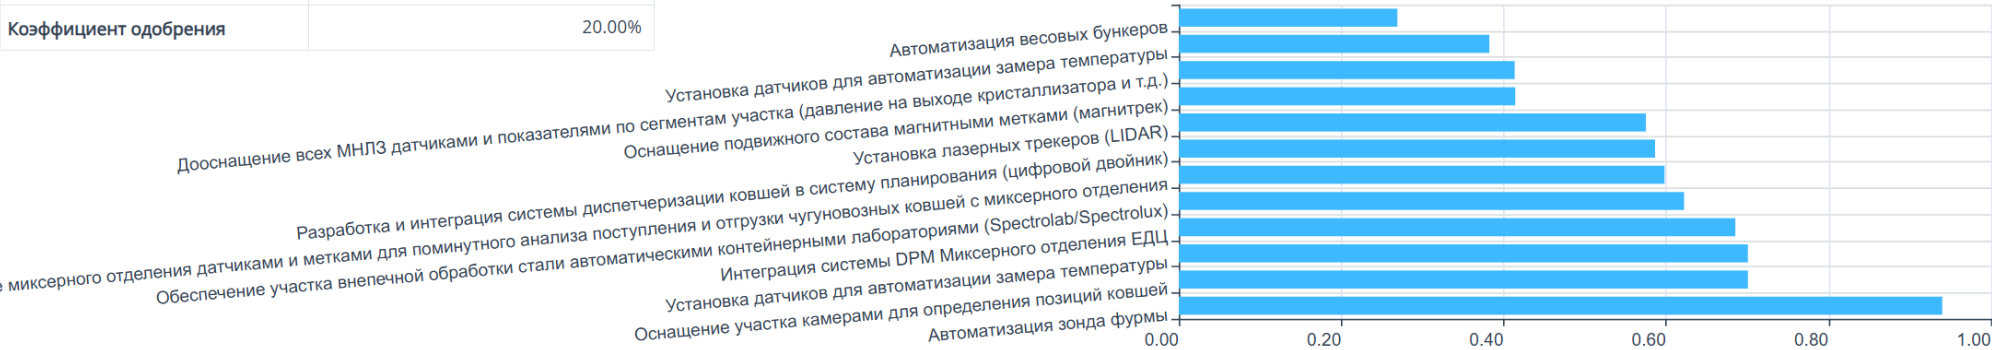 Коэффициент одобрения 20.00%
Автоматизация весовых бункеров
Установка датчиков для автоматизации замера температуры
Дооснащение всех МНЛЗ датчиками и показателями по сегментам участка (давление на выходе кристаллизатора и т.д.)
Оснащение подвижного состава магнитными метками (магнитрек)
Установка лазерных трекеров (LIDAR)
Разработка и интеграция системы диспетчеризации ковшей в систему планирования (цифровой двойник)
е миксерного отделения датчиками и метками для поминутного анализа поступления и отгрузки чугуновозных ковшей с миксерного отделения
Обеспечение участка внепечной обработки стали автоматическими контейнерными лабораториями (Spectrolab/Spectrolux)
Интеграция системы DPM Миксерного отделения ЕДЦ
Установка датчиков для автоматизации замера температуры
Оснащение участка камерами для определения позиций ковшей
Автоматизация зонда фурмы
0.00 0.20 0.40 0.60 0.80 1.00